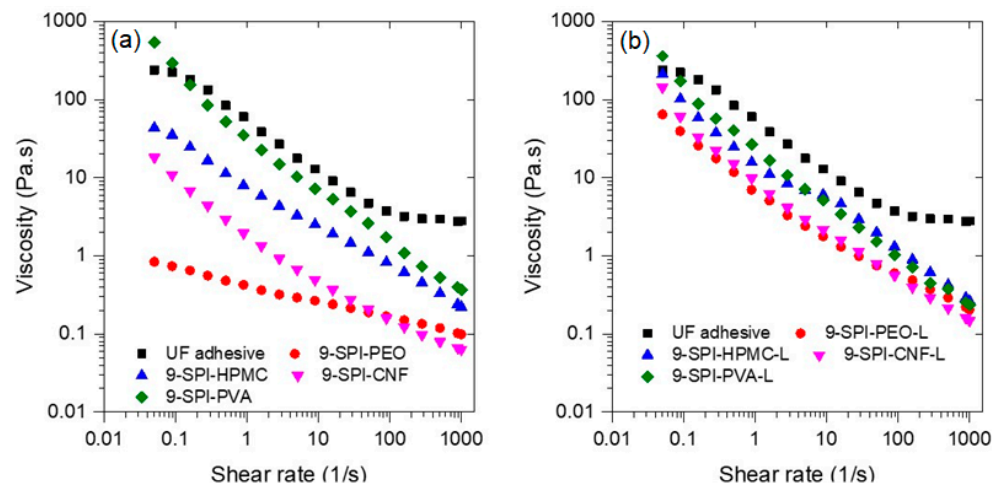 (a)
Viscosity (Pa.s)
1000
100
10
1
0.1
0.01
UF adhesive 9-SPI-PEO
9-SPI-HPMC 9-SPI-CNF
9-SPI-PVA
0.01 0.1 1 10 100 1000
Shear rate (1/s)
(b)
Viscosity (Pa.s)
1000
100
10
1
0.1
0.01
UF adhesive 9-SPI-PEO-L
9-SPI-HPMC-L 9-SPI-CNF-L
9-SPI-PVA-L
0.01 0.1 1 10 100 1000
Shear rate (1/s)